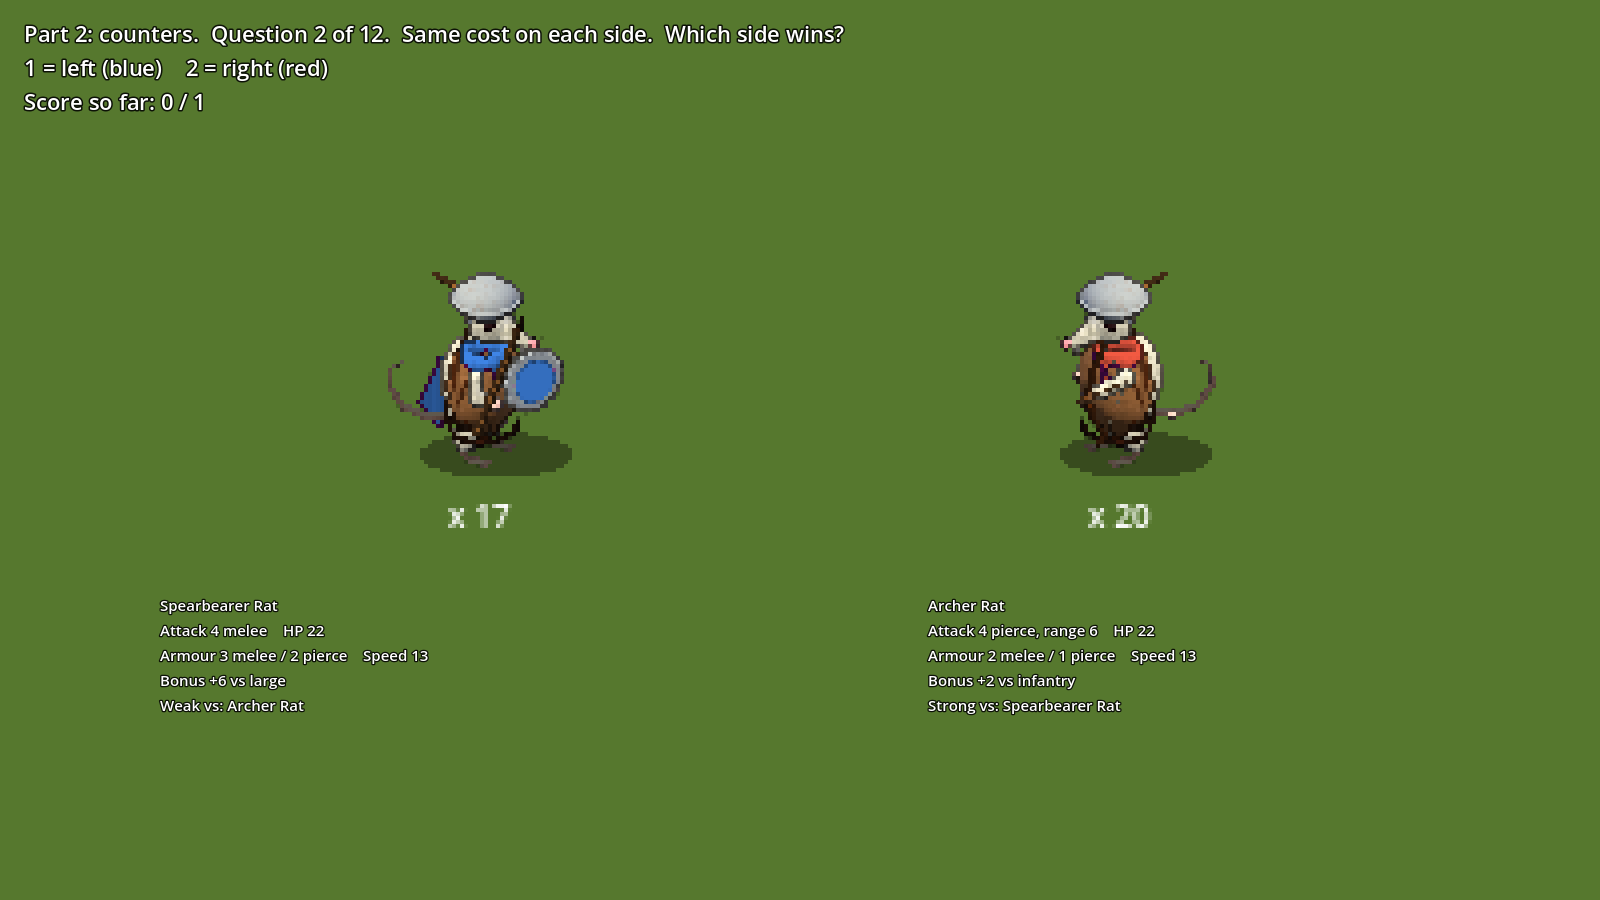 Part 2: counters.  Question 2 of 12.  Same cost on each side.  Which side wins?
1 = left (blue)    2 = right (red)
Score so far: 0 / 1
x 17
x 20
Spearbearer Rat
Attack 4 melee    HP 22
Armour 3 melee / 2 pierce    Speed 13
Bonus +6 vs large
Weak vs: Archer Rat
Archer Rat
Attack 4 pierce, range 6    HP 22
Armour 2 melee / 1 pierce    Speed 13
Bonus +2 vs infantry
Strong vs: Spearbearer Rat